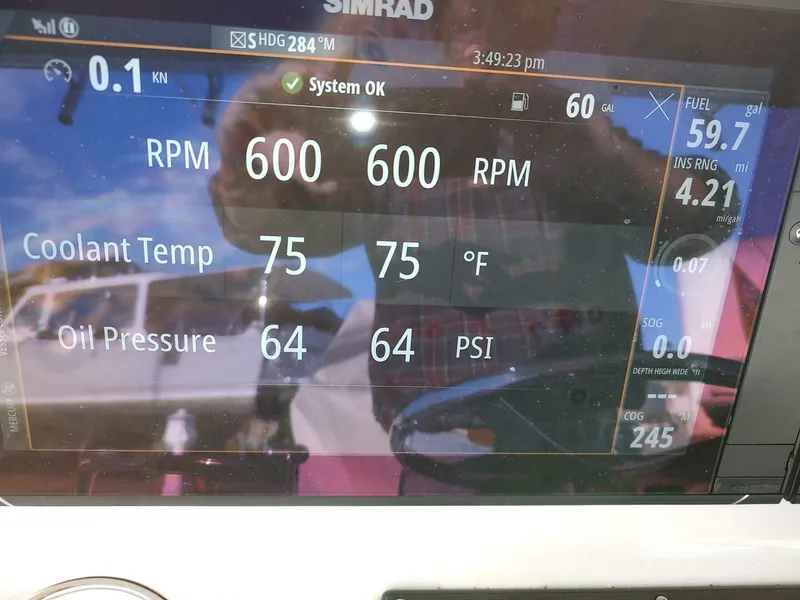 SIMRAD
S HDG 284°M
3:49:23 pm
0.1 KN
System OK
60 GAL
RPM 600 600 RPM
Coolant Temp 75 75 °F
Oil Pressure 64 64 PSI
FUEL gal
59.7
INS RNG mi
4.21
mi/gal
0.07
SOG kn
0.0
DEPTH HIGH WIDE ft
---
COG °M
245
MERCURY